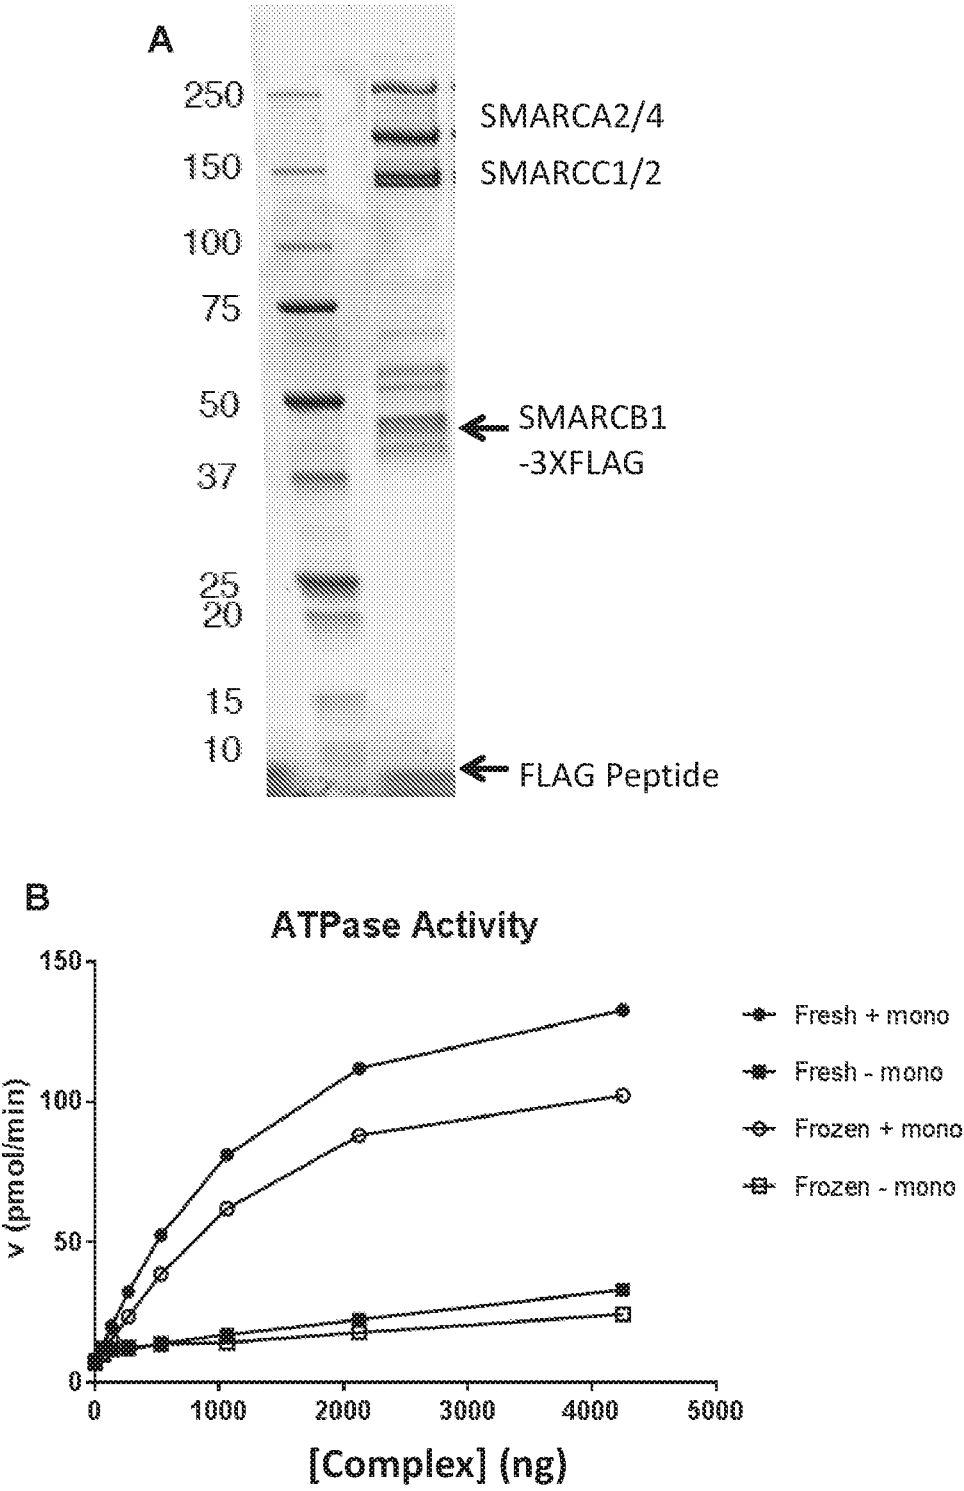 A
250
SMARCA2/4
150
SMARCC1/2
100
75
50
SMARCB1
-3XFLAG
37
25
20
15
10
FLAG Peptide
B
ATPase Activity
150
100
50
0
v (pmol/min)
0 1000 2000 3000 4000 5000
[Complex] (ng)
Fresh + mono
Fresh - mono
Frozen + mono
Frozen - mono